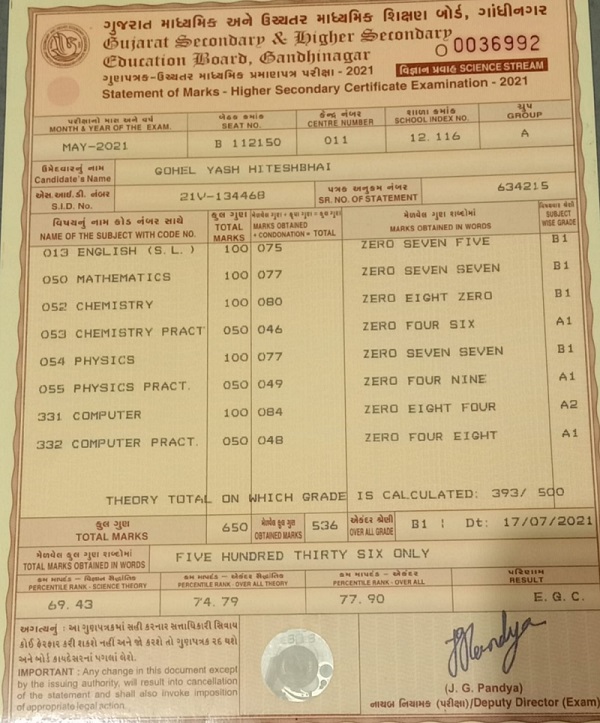 ગુજરાત માધ્યમિક અને ઉચ્ચતર માધ્યમિક શિક્ષણ બોર્ડ, ગાંધીનગર
Gujarat Secondary & Higher Secondary
Education Board, Gandhinagar
O 0036992
ગુણપત્રક-ઉચ્ચતર માધ્યમિક પ્રમાણપત્ર પરીક્ષા - 2021
વિજ્ઞાન પ્રવાહ SCIENCE STREAM
Statement of Marks - Higher Secondary Certificate Examination - 2021
પરીક્ષાનો માસ અને વર્ષ બેઠક ક્રમાંક કેન્દ્ર નંબર શાળા ક્રમાંક ગ્રુપ
MONTH & YEAR OF THE EXAM. SEAT NO. CENTRE NUMBER SCHOOL INDEX NO. GROUP
MAY-2021 B 112150 011 12.116 A
ઉમેદવારનું નામ
Candidate's Name GOHEL YASH HITESHBHAI
એસ.આઈ.ડી. નંબર પત્રક અનુક્રમ નંબર
S.I.D. No. 21V-134468 SR. NO. OF STATEMENT 634215
વિષયનું નામ કોડ નંબર સાથે કુલ ગુણ મેળવેલ ગુણ + કૃપા ગુણ = કુલ ગુણ મેળવેલ ગુણ શબ્દોમાં વિષયવાર શ્રેણી
NAME OF THE SUBJECT WITH CODE NO. TOTAL MARKS MARKS OBTAINED + CONDONATION = TOTAL MARKS OBTAINED IN WORDS SUBJECT WISE GRADE
013 ENGLISH (S.L.) 100 075 ZERO SEVEN FIVE B1
050 MATHEMATICS 100 077 ZERO SEVEN SEVEN B1
052 CHEMISTRY 100 080 ZERO EIGHT ZERO B1
053 CHEMISTRY PRACT 050 046 ZERO FOUR SIX A1
054 PHYSICS 100 077 ZERO SEVEN SEVEN B1
055 PHYSICS PRACT. 050 049 ZERO FOUR NINE A1
331 COMPUTER 100 084 ZERO EIGHT FOUR A2
332 COMPUTER PRACT. 050 048 ZERO FOUR EIGHT A1
THEORY TOTAL ON WHICH GRADE IS CALCULATED: 393/ 500
કુલ ગુણ મેળવેલ કુલ ગુણ એકંદર શ્રેણી
TOTAL MARKS 650 OBTAINED MARKS 536 OVER ALL GRADE B1 | Dt: 17/07/2021
મેળવેલ કુલ ગુણ શબ્દોમાં
TOTAL MARKS OBTAINED IN WORDS FIVE HUNDRED THIRTY SIX ONLY
ક્રમ માપદંડ - વિજ્ઞાન સૈદ્ધાંતિક ક્રમ માપદંડ - એકંદર સૈદ્ધાંતિક ક્રમ માપદંડ - એકંદર પરિણામ
PERCENTILE RANK - SCIENCE THEORY PERCENTILE RANK - OVER ALL THEORY PERCENTILE RANK - OVER ALL RESULT
69.43 74.79 77.90 E.Q.C.
અગત્યનું : આ ગુણપત્રકમાં સહી કરનાર સત્તાધિકારી સિવાય
કોઈ ફેરફાર કરી શકશે નહીં અને જો કરશે તો ગુણપત્રક રદ થશે
અને બોર્ડ કાયદેસરનાં પગલાં લેશે.
IMPORTANT : Any change in this document except
by the issuing authority, will result into cancellation
of the statement and shall also invoke imposition
of appropriate legal action.
(J. G. Pandya)
નાયબ નિયામક (પરીક્ષા)/Deputy Director (Exam)